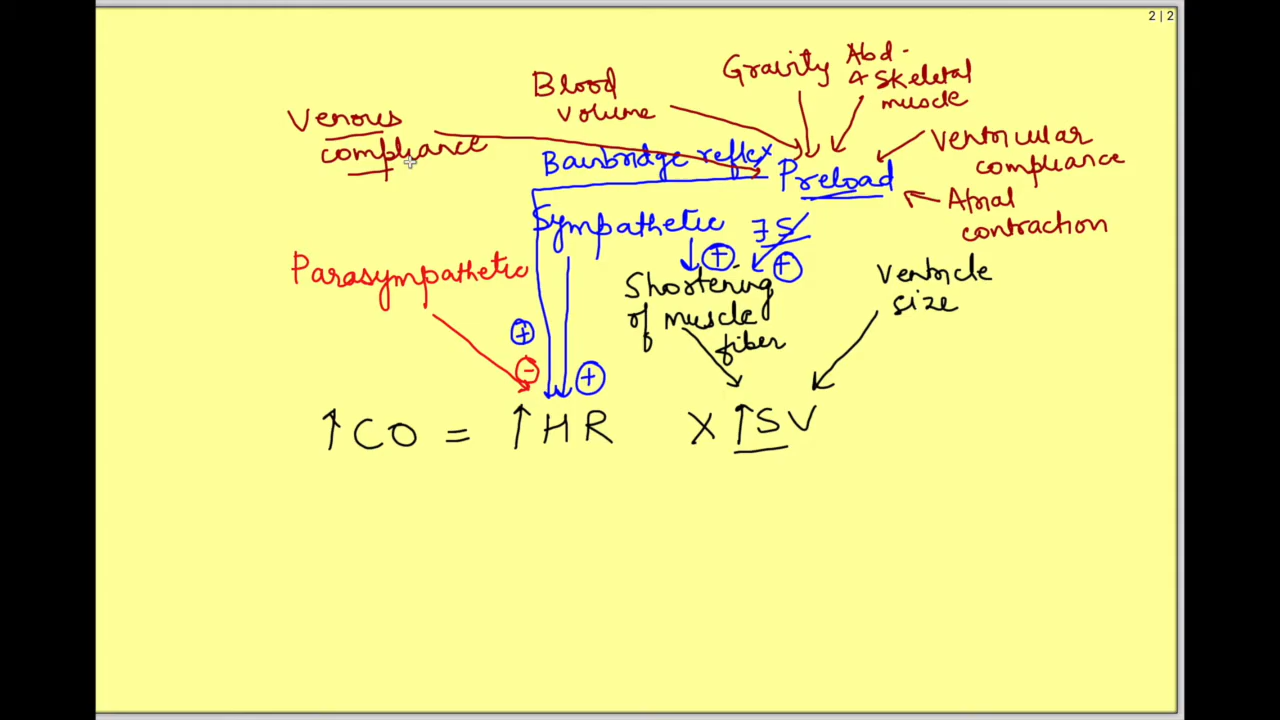 2 | 2
Gravity
Abd -
& Skeletal
muscle
Blood
volume
Venous
compliance
Ventricular
compliance
Bainbridge reflex
Preload
Atrial
contraction
Sympathetic
Parasympathetic
+
+
Shortening
of muscle
fiber
Ventricle
size
+
-
+
↑CO = ↑HR X ↑SV